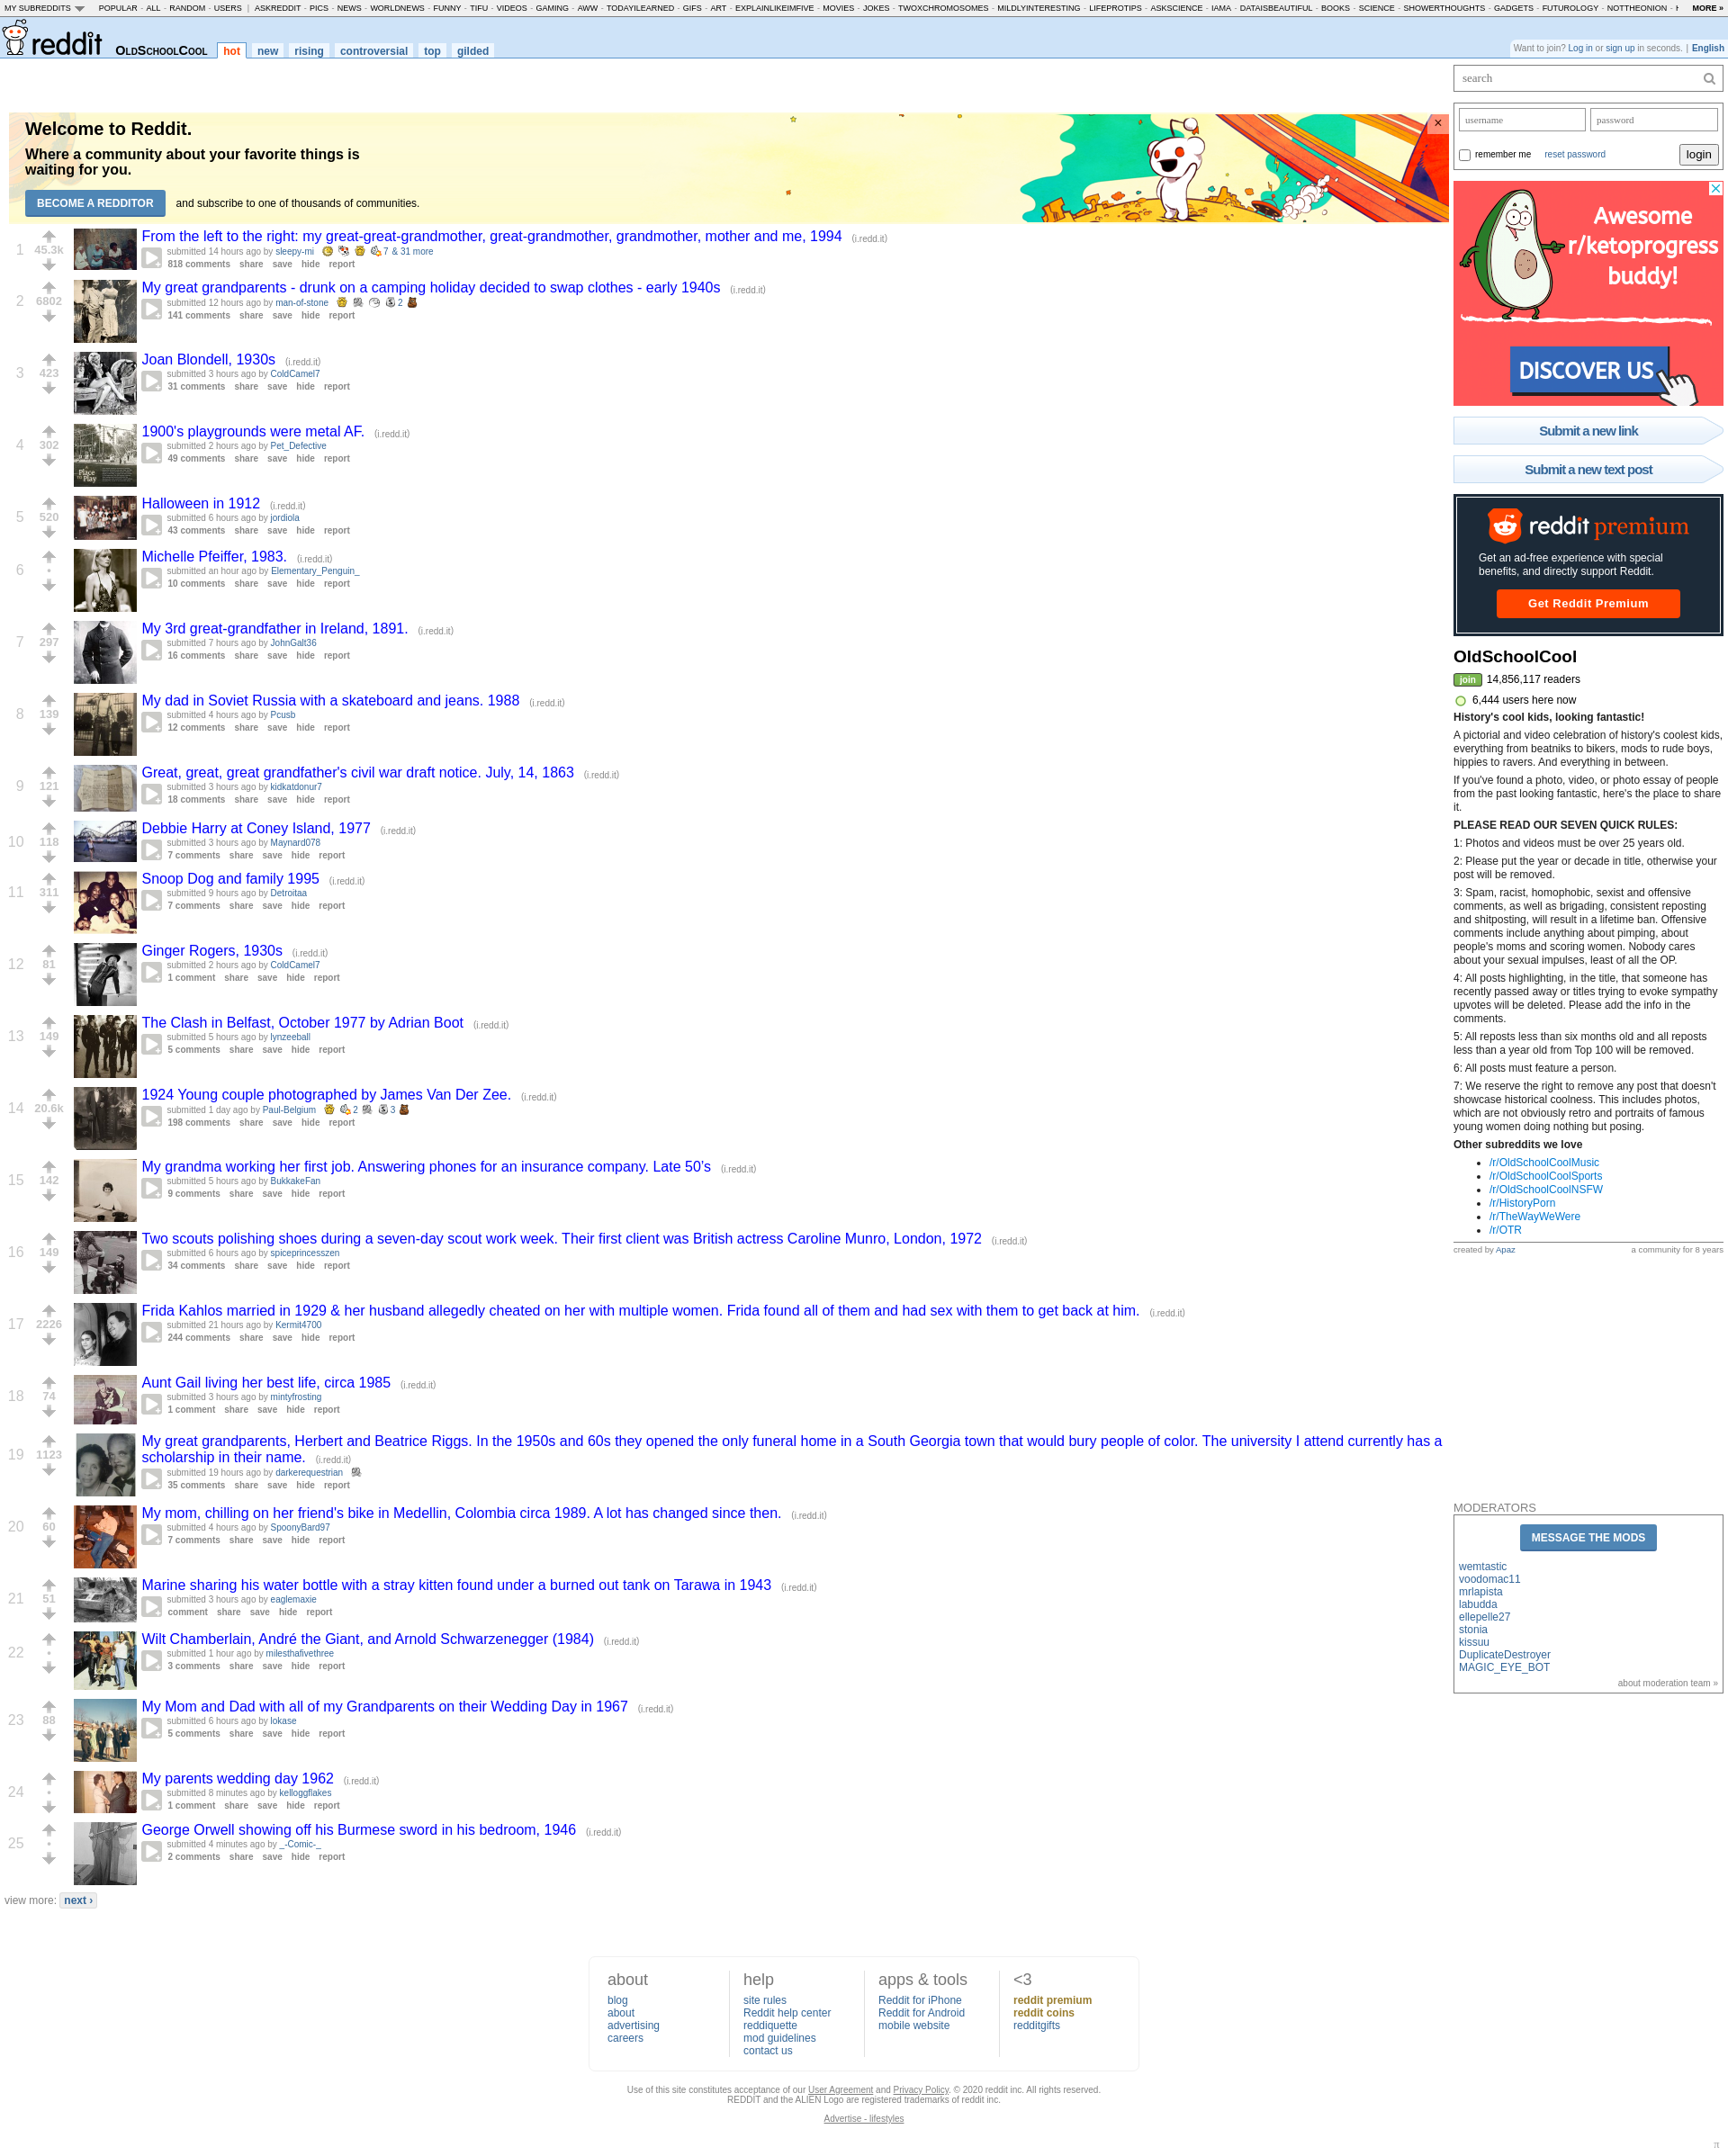 MY SUBREDDITS POPULAR - ALL - RANDOM - USERS | ASKREDDIT - PICS - NEWS - WORLDNEWS - FUNNY - TIFU - VIDEOS - GAMING - AWW - TODAYILEARNED - GIFS - ART - EXPLAINLIKEIMFIVE - MOVIES - JOKES - TWOXCHROMOSOMES - MILDLYINTERESTING - LIFEPROTIPS - ASKSCIENCE - IAMA - DATAISBEAUTIFUL - BOOKS - SCIENCE - SHOWERTHOUGHTS - GADGETS - FUTUROLOGY - NOTTHEONION - MORE »
reddit OLDSCHOOLCOOL hot new rising controversial top gilded
Want to join? Log in or sign up in seconds. | English
Welcome to Reddit.
Where a community about your favorite things is
waiting for you.
BECOME A REDDITOR and subscribe to one of thousands of communities.
×
1 45.3k From the left to the right: my great-great-grandmother, great-grandmother, grandmother, mother and me, 1994 (i.redd.it)
submitted 14 hours ago by sleepy-mi 7 & 31 more
818 comments share save hide report
2 6802 My great grandparents - drunk on a camping holiday decided to swap clothes - early 1940s (i.redd.it)
submitted 12 hours ago by man-of-stone 2
141 comments share save hide report
3 423 Joan Blondell, 1930s (i.redd.it)
submitted 3 hours ago by ColdCamel7
31 comments share save hide report
4 302 1900's playgrounds were metal AF. (i.redd.it)
Place to Play
submitted 2 hours ago by Pet_Defective
49 comments share save hide report
5 520 Halloween in 1912 (i.redd.it)
submitted 6 hours ago by jordiola
43 comments share save hide report
6 • Michelle Pfeiffer, 1983. (i.redd.it)
submitted an hour ago by Elementary_Penguin_
10 comments share save hide report
7 297 My 3rd great-grandfather in Ireland, 1891. (i.redd.it)
submitted 7 hours ago by JohnGalt36
16 comments share save hide report
8 139 My dad in Soviet Russia with a skateboard and jeans. 1988 (i.redd.it)
submitted 4 hours ago by Pcusb
12 comments share save hide report
9 121 Great, great, great grandfather's civil war draft notice. July, 14, 1863 (i.redd.it)
submitted 3 hours ago by kidkatdonur7
18 comments share save hide report
10 118 Debbie Harry at Coney Island, 1977 (i.redd.it)
submitted 3 hours ago by Maynard078
7 comments share save hide report
11 311 Snoop Dog and family 1995 (i.redd.it)
submitted 9 hours ago by Detroitaa
7 comments share save hide report
12 81 Ginger Rogers, 1930s (i.redd.it)
submitted 2 hours ago by ColdCamel7
1 comment share save hide report
13 149 The Clash in Belfast, October 1977 by Adrian Boot (i.redd.it)
submitted 5 hours ago by lynzeeball
5 comments share save hide report
14 20.6k 1924 Young couple photographed by James Van Der Zee. (i.redd.it)
submitted 1 day ago by Paul-Belgium 2 3
198 comments share save hide report
15 142 My grandma working her first job. Answering phones for an insurance company. Late 50's (i.redd.it)
submitted 5 hours ago by BukkakeFan
9 comments share save hide report
16 149 Two scouts polishing shoes during a seven-day scout work week. Their first client was British actress Caroline Munro, London, 1972 (i.redd.it)
submitted 6 hours ago by spiceprincesszen
34 comments share save hide report
17 2226 Frida Kahlos married in 1929 & her husband allegedly cheated on her with multiple women. Frida found all of them and had sex with them to get back at him. (i.redd.it)
submitted 21 hours ago by Kermit4700
244 comments share save hide report
18 74 Aunt Gail living her best life, circa 1985 (i.redd.it)
submitted 3 hours ago by mintyfrosting
1 comment share save hide report
19 1123 My great grandparents, Herbert and Beatrice Riggs. In the 1950s and 60s they opened the only funeral home in a South Georgia town that would bury people of color. The university I attend currently has a
scholarship in their name. (i.redd.it)
submitted 19 hours ago by darkerequestrian
35 comments share save hide report
20 60 My mom, chilling on her friend's bike in Medellin, Colombia circa 1989. A lot has changed since then. (i.redd.it)
submitted 4 hours ago by SpoonyBard97
7 comments share save hide report
21 51 Marine sharing his water bottle with a stray kitten found under a burned out tank on Tarawa in 1943 (i.redd.it)
submitted 3 hours ago by eaglemaxie
comment share save hide report
22 • Wilt Chamberlain, André the Giant, and Arnold Schwarzenegger (1984) (i.redd.it)
submitted 1 hour ago by milesthafivethree
3 comments share save hide report
23 88 My Mom and Dad with all of my Grandparents on their Wedding Day in 1967 (i.redd.it)
submitted 6 hours ago by lokase
5 comments share save hide report
24 • My parents wedding day 1962 (i.redd.it)
submitted 8 minutes ago by kelloggflakes
1 comment share save hide report
25 • George Orwell showing off his Burmese sword in his bedroom, 1946 (i.redd.it)
submitted 4 minutes ago by _-Comic-_
2 comments share save hide report
view more: next ›
search
username password
remember me reset password login
Awesome
r/ketoprogress
buddy!
DISCOVER US
Submit a new link
Submit a new text post
reddit premium
Get an ad-free experience with special
benefits, and directly support Reddit.
Get Reddit Premium
OldSchoolCool
join 14,856,117 readers
6,444 users here now
History's cool kids, looking fantastic!
A pictorial and video celebration of history's coolest kids,
everything from beatniks to bikers, mods to rude boys,
hippies to ravers. And everything in between.
If you've found a photo, video, or photo essay of people
from the past looking fantastic, here's the place to share
it.
PLEASE READ OUR SEVEN QUICK RULES:
1: Photos and videos must be over 25 years old.
2: Please put the year or decade in title, otherwise your
post will be removed.
3: Spam, racist, homophobic, sexist and offensive
comments, as well as brigading, consistent reposting
and shitposting, will result in a lifetime ban. Offensive
comments include anything about pimping, about
people's moms and scoring women. Nobody cares
about your sexual impulses, least of all the OP.
4: All posts highlighting, in the title, that someone has
recently passed away or titles trying to evoke sympathy
upvotes will be deleted. Please add the info in the
comments.
5: All reposts less than six months old and all reposts
less than a year old from Top 100 will be removed.
6: All posts must feature a person.
7: We reserve the right to remove any post that doesn't
showcase historical coolness. This includes photos,
which are not obviously retro and portraits of famous
young women doing nothing but posing.
Other subreddits we love
• /r/OldSchoolCoolMusic
• /r/OldSchoolCoolSports
• /r/OldSchoolCoolNSFW
• /r/HistoryPorn
• /r/TheWayWeWere
• /r/OTR
created by Apaz a community for 8 years
MODERATORS
MESSAGE THE MODS
wemtastic
voodomac11
mrlapista
labudda
ellepelle27
stonia
kissuu
DuplicateDestroyer
MAGIC_EYE_BOT
about moderation team »
about
blog
about
advertising
careers
help
site rules
Reddit help center
reddiquette
mod guidelines
contact us
apps & tools
Reddit for iPhone
Reddit for Android
mobile website
<3
reddit premium
reddit coins
redditgifts
Use of this site constitutes acceptance of our User Agreement and Privacy Policy. © 2020 reddit inc. All rights reserved.
REDDIT and the ALIEN Logo are registered trademarks of reddit inc.
Advertise - lifestyles
π